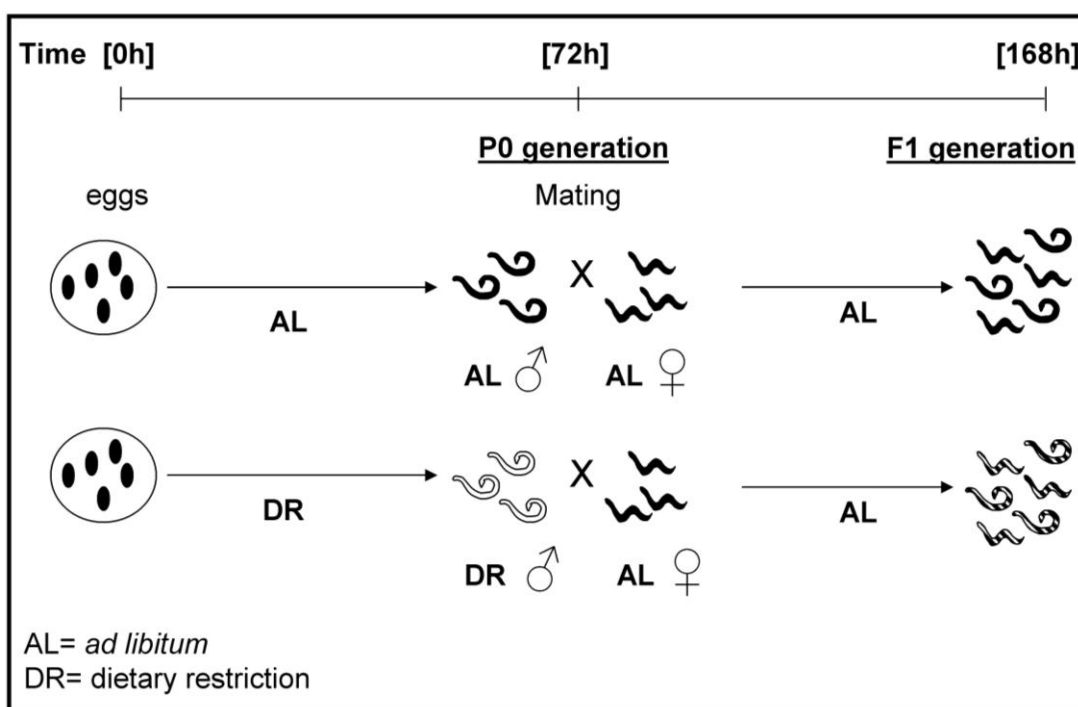 Time [0h] [72h] [168h]
P0 generation F1 generation
eggs Mating
X
AL AL
AL ♂ AL ♀
X
DR AL
DR ♂ AL ♀
AL= ad libitum
DR= dietary restriction